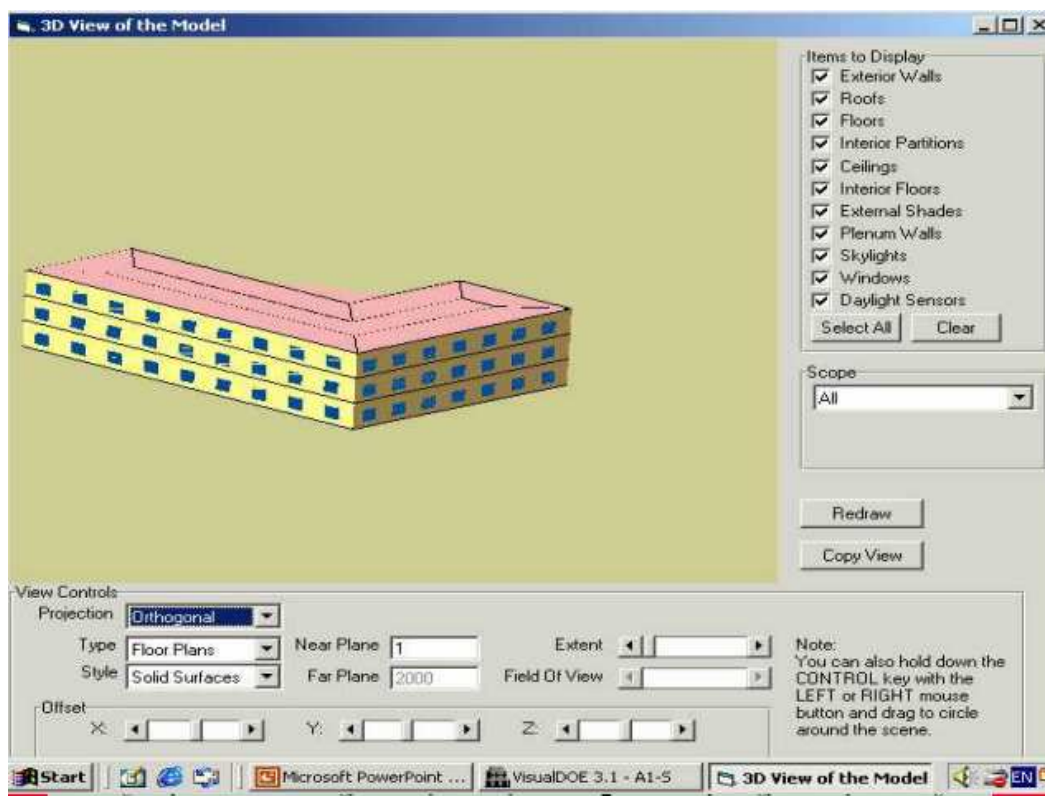 3D View of the Model
Items to Display
Exterior Walls
Roofs
Floors
Interior Partitions
Ceilings
Interior Floors
External Shades
Plenum Walls
Skylights
Windows
Daylight Sensors
Select All Clear
Scope
All
Redraw
Copy View
View Controls
Projection Orthogonal
Type Floor Plans Near Plane 1 Extent
Style Solid Surfaces Far Plane 2000 Field Of View
Offset
X: Y: Z:
Note:
You can also hold down the
CONTROL key with the
LEFT or RIGHT mouse
button and drag to circle
around the scene.
Start Microsoft PowerPoint ... VisualDOE 3.1 - A1-S 3D View of the Model EN